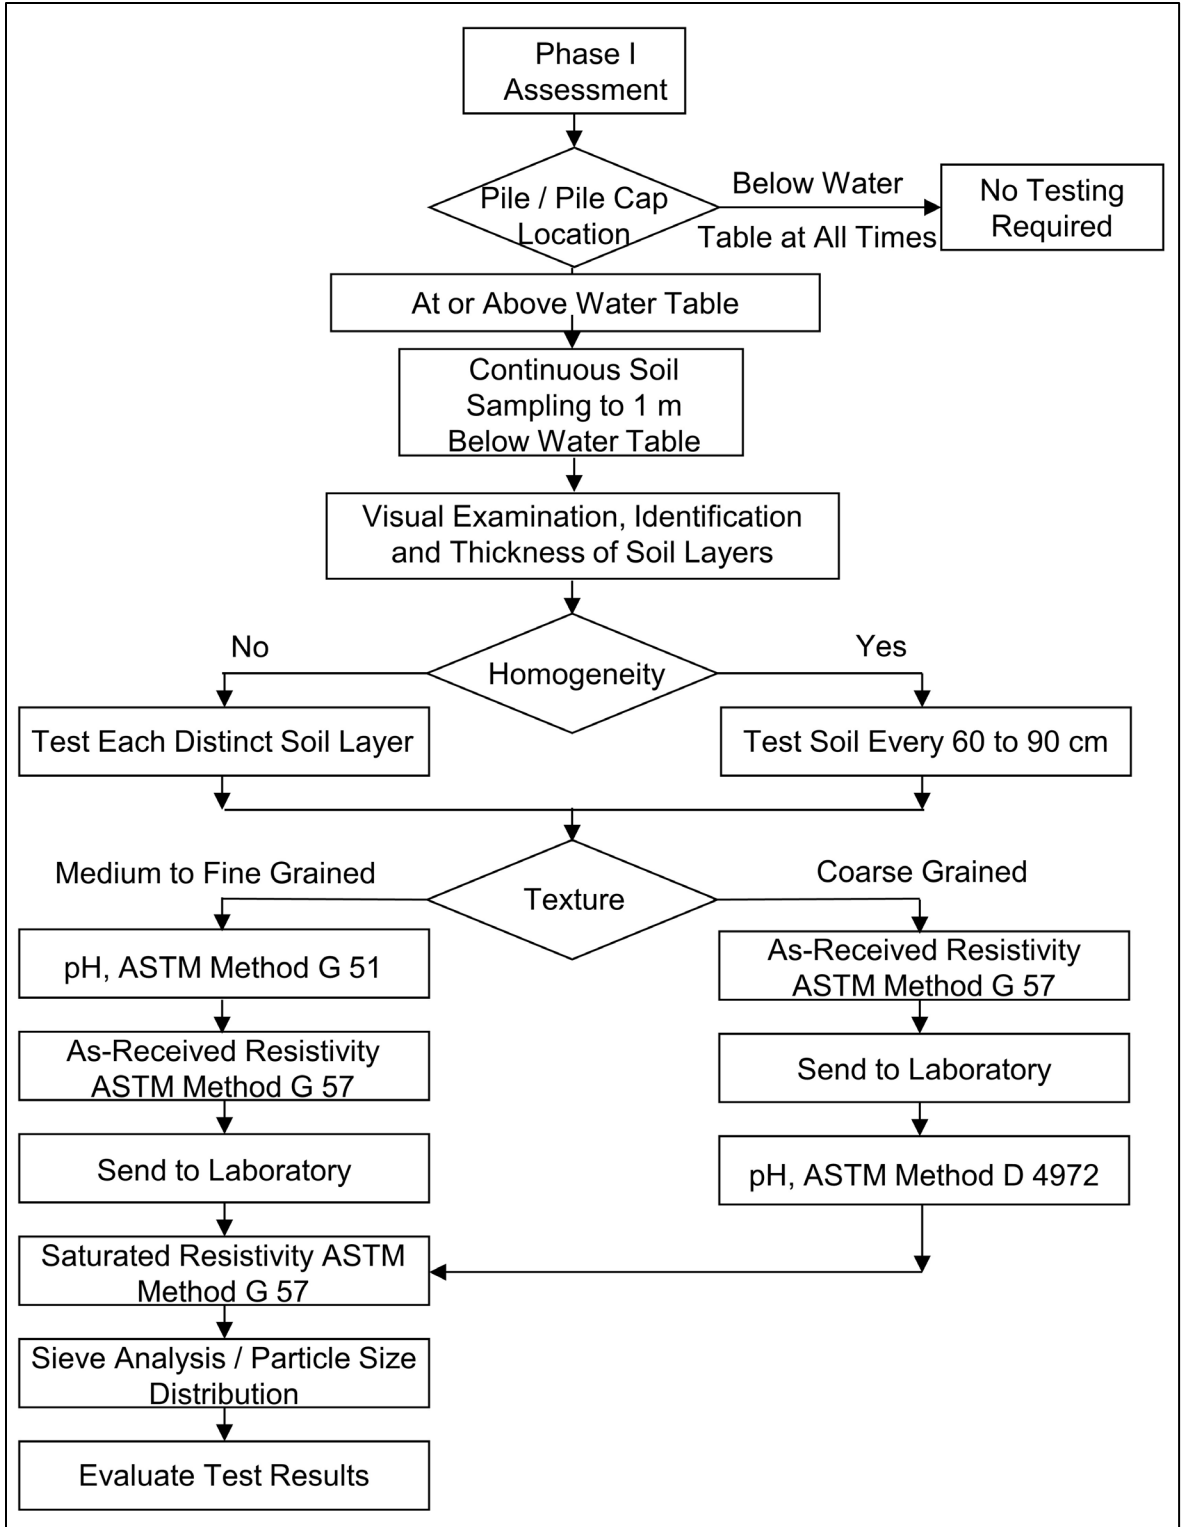 Phase I
Assessment
Pile / Pile Cap
Location
Below Water
Table at All Times
No Testing
Required
At or Above Water Table
Continuous Soil
Sampling to 1 m
Below Water Table
Visual Examination, Identification
and Thickness of Soil Layers
Homogeneity
No
Yes
Test Each Distinct Soil Layer
Test Soil Every 60 to 90 cm
Texture
Medium to Fine Grained
Coarse Grained
pH, ASTM Method G 51
As-Received Resistivity
ASTM Method G 57
Send to Laboratory
As-Received Resistivity
ASTM Method G 57
Send to Laboratory
pH, ASTM Method D 4972
Saturated Resistivity ASTM
Method G 57
Sieve Analysis / Particle Size
Distribution
Evaluate Test Results